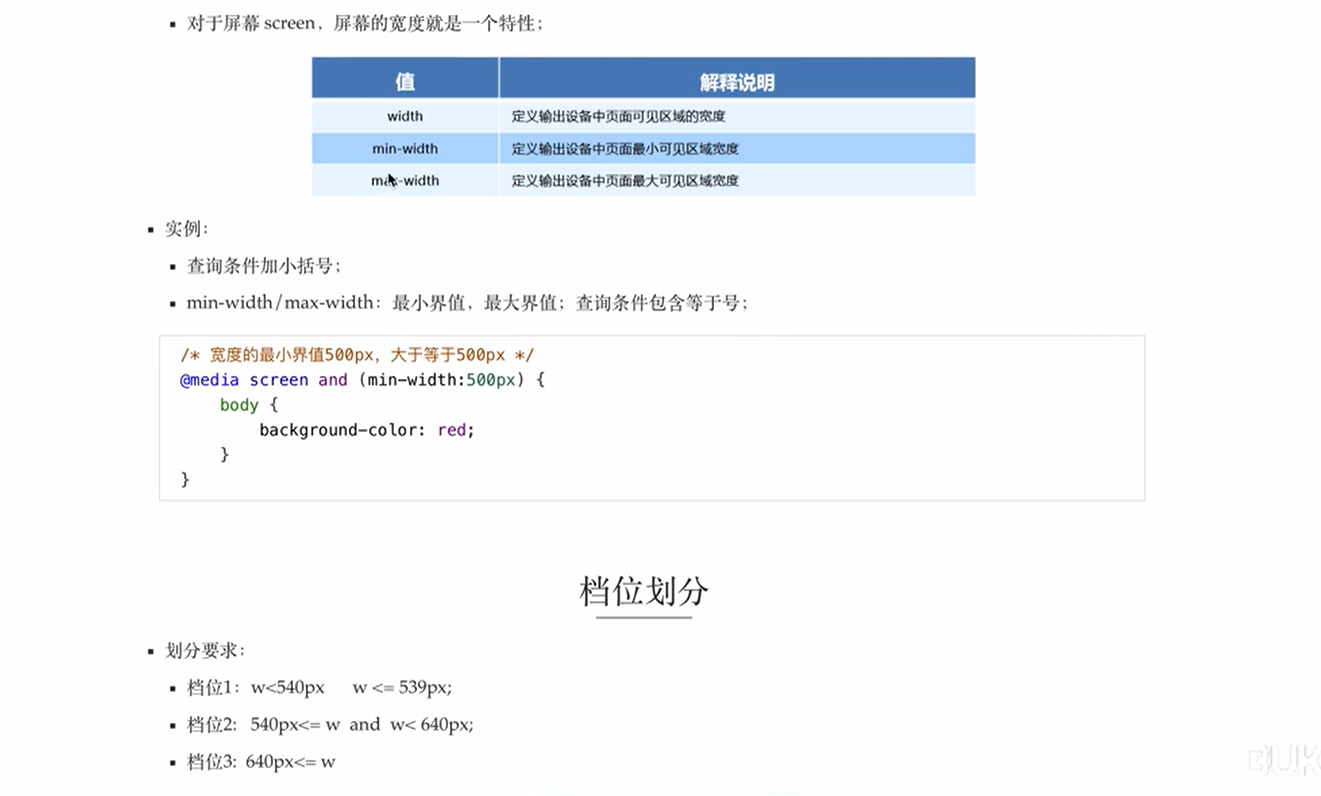 对于屏幕 screen，屏幕的宽度就是一个特性；
值 解释说明
width 定义输出设备中页面可见区域的宽度
min-width 定义输出设备中页面最小可见区域宽度
max-width 定义输出设备中页面最大可见区域宽度
实例：
查询条件加小括号；
min-width/max-width：最小界值，最大界值；查询条件包含等于号；
/* 宽度的最小界值500px，大于等于500px */
@media screen and (min-width:500px) {
body {
background-color: red;
}
}
档位划分
划分要求：
档位1：w<540px w <= 539px;
档位2: 540px<= w and w< 640px;
档位3: 640px<= w